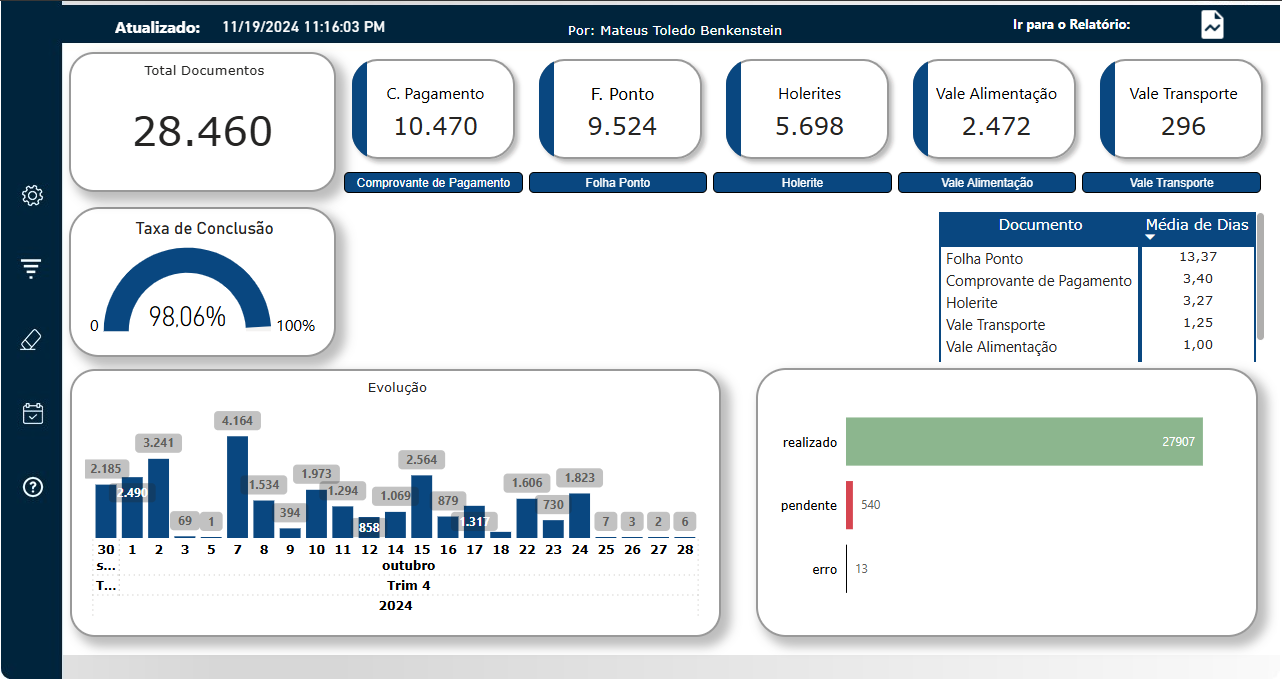 Atualizado: 11/19/2024 11:16:03 PM
Por: Mateus Toledo Benkenstein
Ir para o Relatório:
Total Documentos
28.460
C. Pagamento
10.470
F. Ponto
9.524
Holerites
5.698
Vale Alimentação
2.472
Vale Transporte
296
Comprovante de Pagamento
Folha Ponto
Holerite
Vale Alimentação
Vale Transporte
Taxa de Conclusão
98,06%
0
100%
Documento Média de Dias
Folha Ponto 13,37
Comprovante de Pagamento 3,40
Holerite 3,27
Vale Transporte 1,25
Vale Alimentação 1,00
Evolução
2.185 2.490 3.241 69 1 4.164 1.534 394 1.973 1.294 858 1.069 2.564 879 1.317 1.606 730 1.823 7 3 2 6
30 1 2 3 5 7 8 9 10 11 12 14 15 16 17 18 22 23 24 25 26 27 28
s... outubro
T... Trim 4
2024
realizado 27907
pendente 540
erro 13